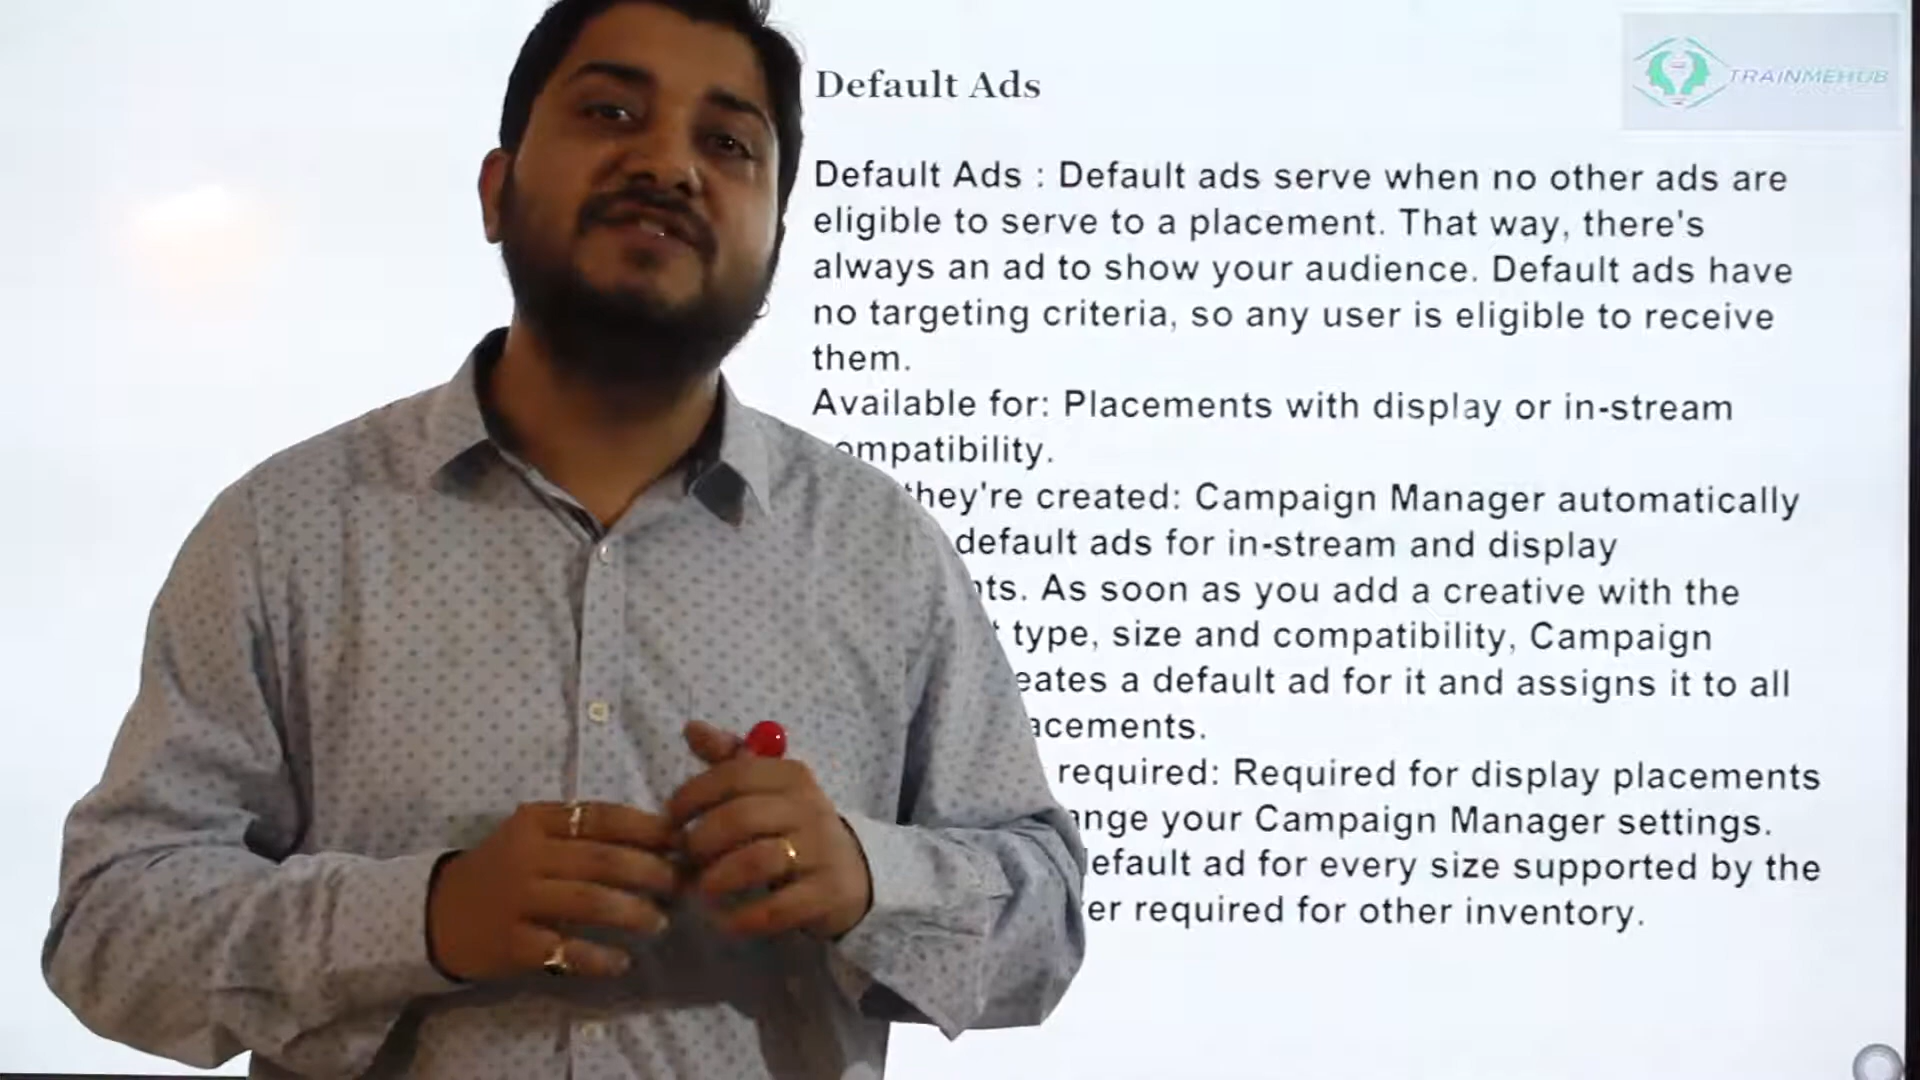 Default Ads
TRAINMEHUB
Default Ads : Default ads serve when no other ads are
eligible to serve to a placement. That way, there's
always an ad to show your audience. Default ads have
no targeting criteria, so any user is eligible to receive
them.
Available for: Placements with display or in-stream
ompatibility.
they're created: Campaign Manager automatically
default ads for in-stream and display
nts. As soon as you add a creative with the
t type, size and compatibility, Campaign
eates a default ad for it and assigns it to all
acements.
required: Required for display placements
ange your Campaign Manager settings.
default ad for every size supported by the
er required for other inventory.